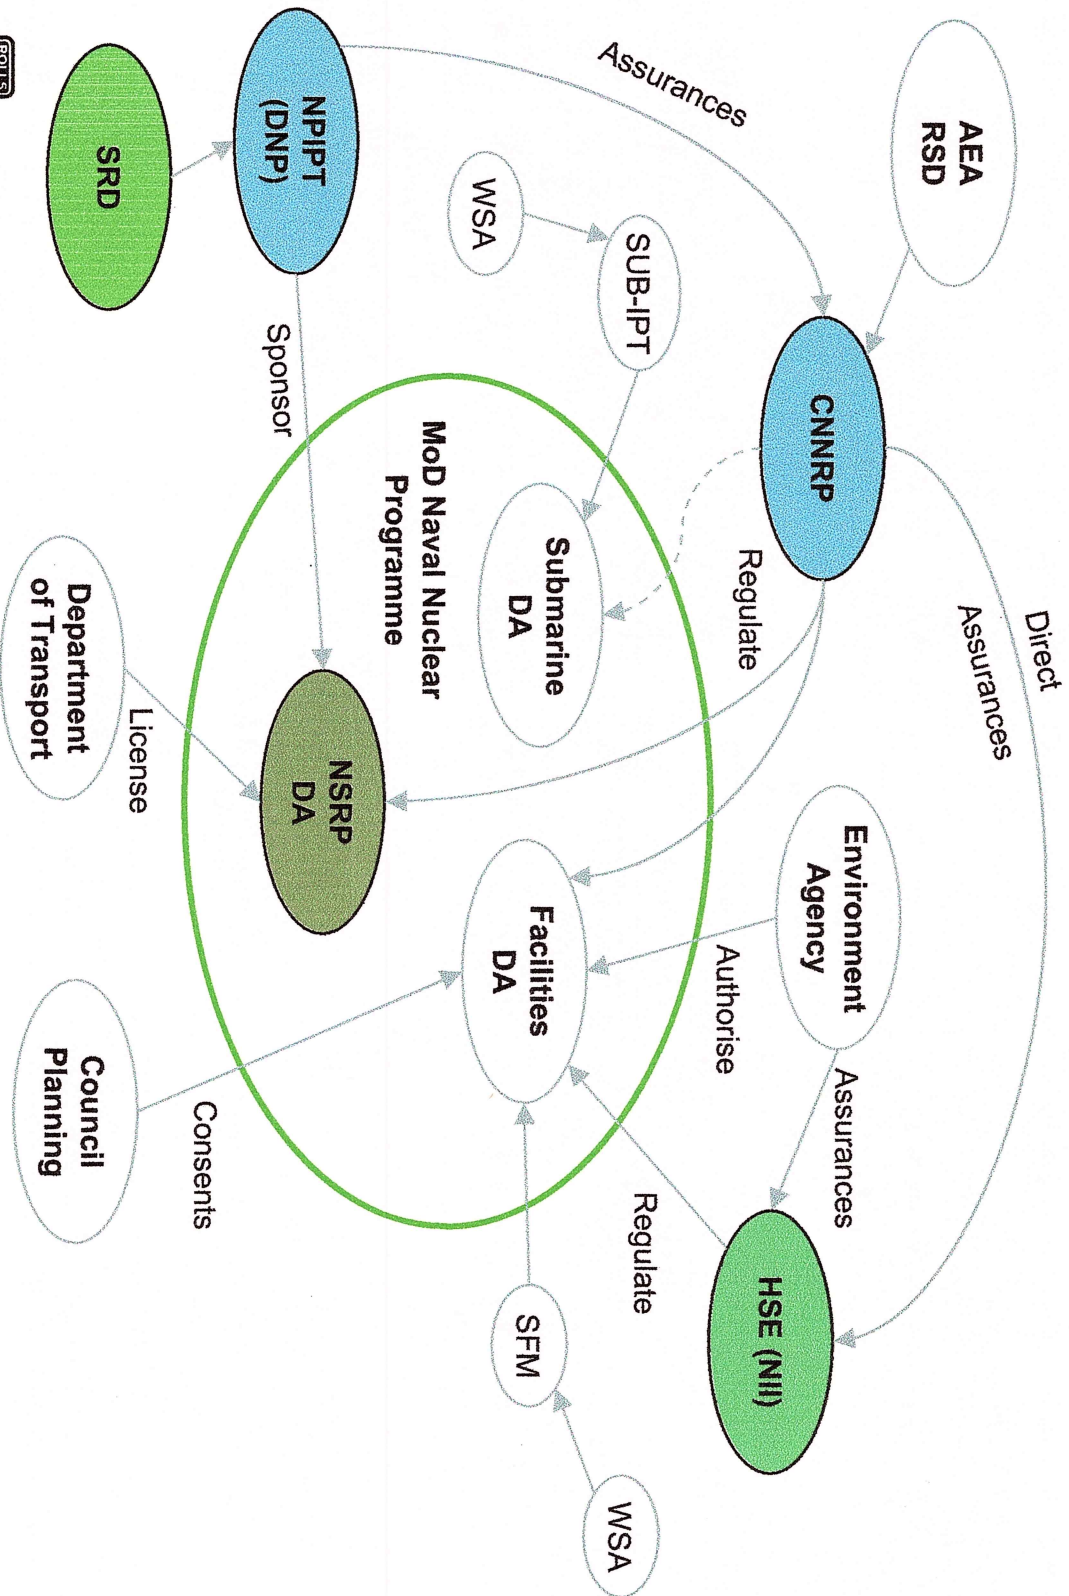 Direct
Assurances
AEA
RSD
Environment
Agency
Assurances
CNNRP
HSE (NII)
Regulate
Authorise
Assurances
SUB-IPT
Regulate
WSA
Submarine
DA
Facilities
DA
SFM
WSA
MoD Naval Nuclear
Programme
NSRP
DA
NPIPT
(DNP)
Sponsor
Consents
License
SRD
Council
Planning
Department
of Transport
ROLLS